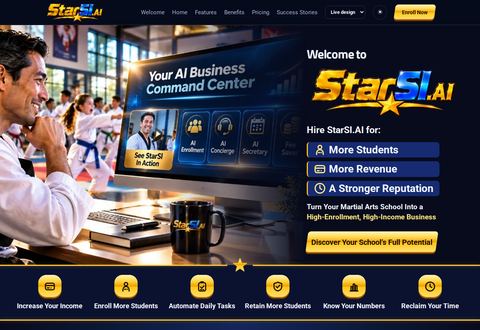 StarSI.AI
Welcome
Home
Features
Benefits
Pricing
Success Stories
Live design
Enroll Now
Your AI Business
Command Center
See StarSI
In Action
AI
Enrollment
AI
Concierge
AI
Secretary
StarSI.AI
Welcome to
StarSI.AI
Hire StarSI.AI for:
More Students
More Revenue
A Stronger Reputation
Turn Your Martial Arts School Into a
High-Enrollment, High-Income Business
Discover Your School's Full Potential
Increase Your Income
Enroll More Students
Automate Daily Tasks
Retain More Students
Know Your Numbers
Reclaim Your Time